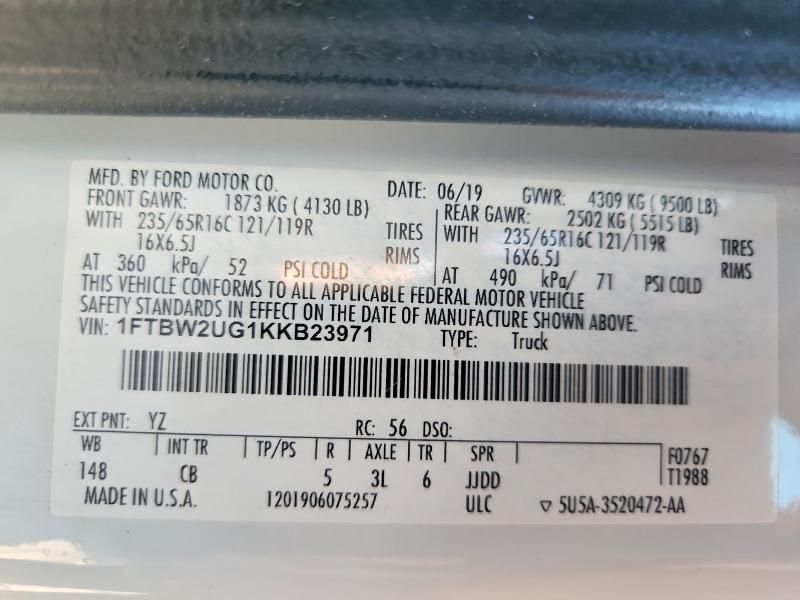 MFD. BY FORD MOTOR CO. DATE: 06/19 GVWR: 4309 KG ( 9500 LB)
FRONT GAWR: 1873 KG ( 4130 LB) REAR GAWR: 2502 KG ( 5515 LB)
WITH 235/65R16C 121/119R TIRES WITH 235/65R16C 121/119R TIRES
16X6.5J RIMS 16X6.5J RIMS
AT 360 kPa/ 52 PSI COLD AT 490 kPa/ 71 PSI COLD
THIS VEHICLE CONFORMS TO ALL APPLICABLE FEDERAL MOTOR VEHICLE
SAFETY STANDARDS IN EFFECT ON THE DATE OF MANUFACTURE SHOWN ABOVE.
VIN: 1FTBW2UG1KKB23971 TYPE: Truck
EXT PNT: YZ RC: 56 DSO:
WB INT TR TP/PS R AXLE TR SPR F0767
148 CB 5 3L 6 JJDD T1988
MADE IN U.S.A. 1201906075257 ULC ▽ 5U5A-3520472-AA